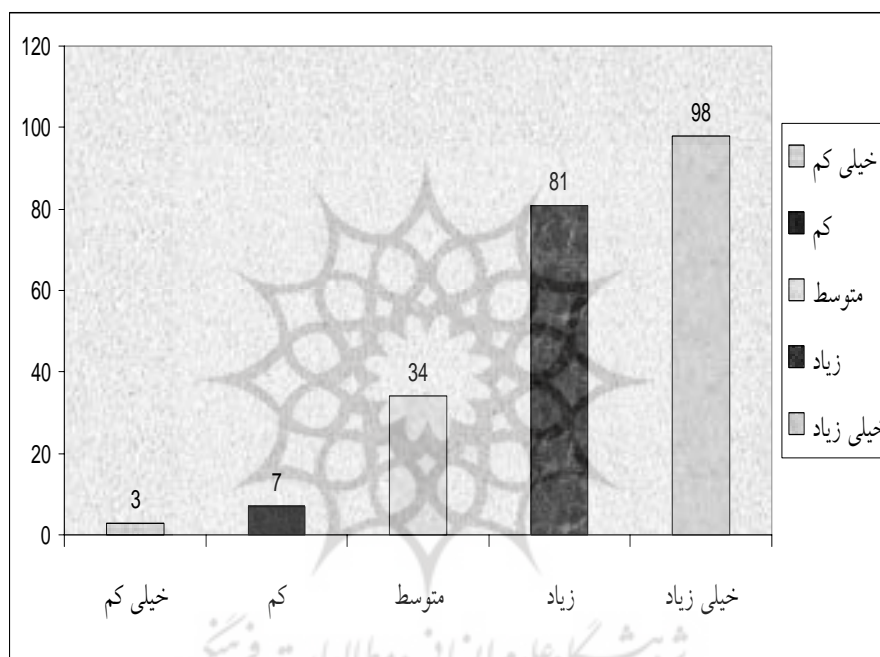 120
100
80
60
40
20
0
3
7
34
81
98
خیلی کم
کم
متوسط
زیاد
خیلی زیاد
خیلی کم
کم
متوسط
زیاد
خیلی زیاد